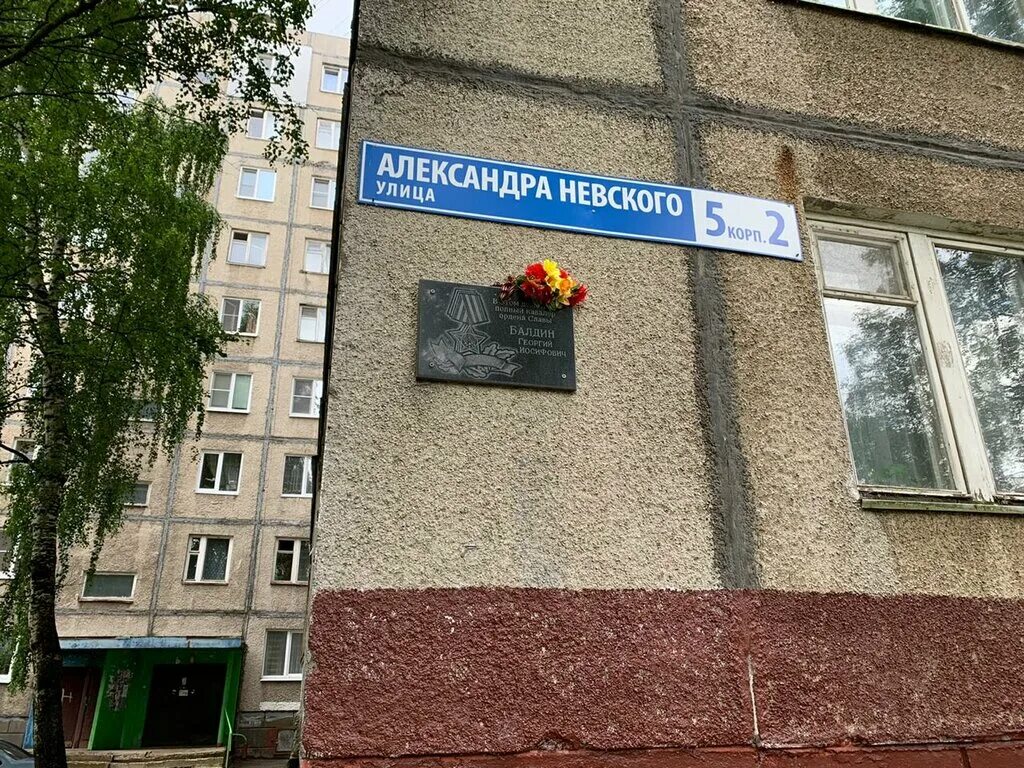 АЛЕКСАНДРА НЕВСКОГО
УЛИЦА
5 КОРП. 2
полный кавалер
ордена Славы
БАЛДИН
ГЕОРГИЙ
ИОСИФОВИЧ